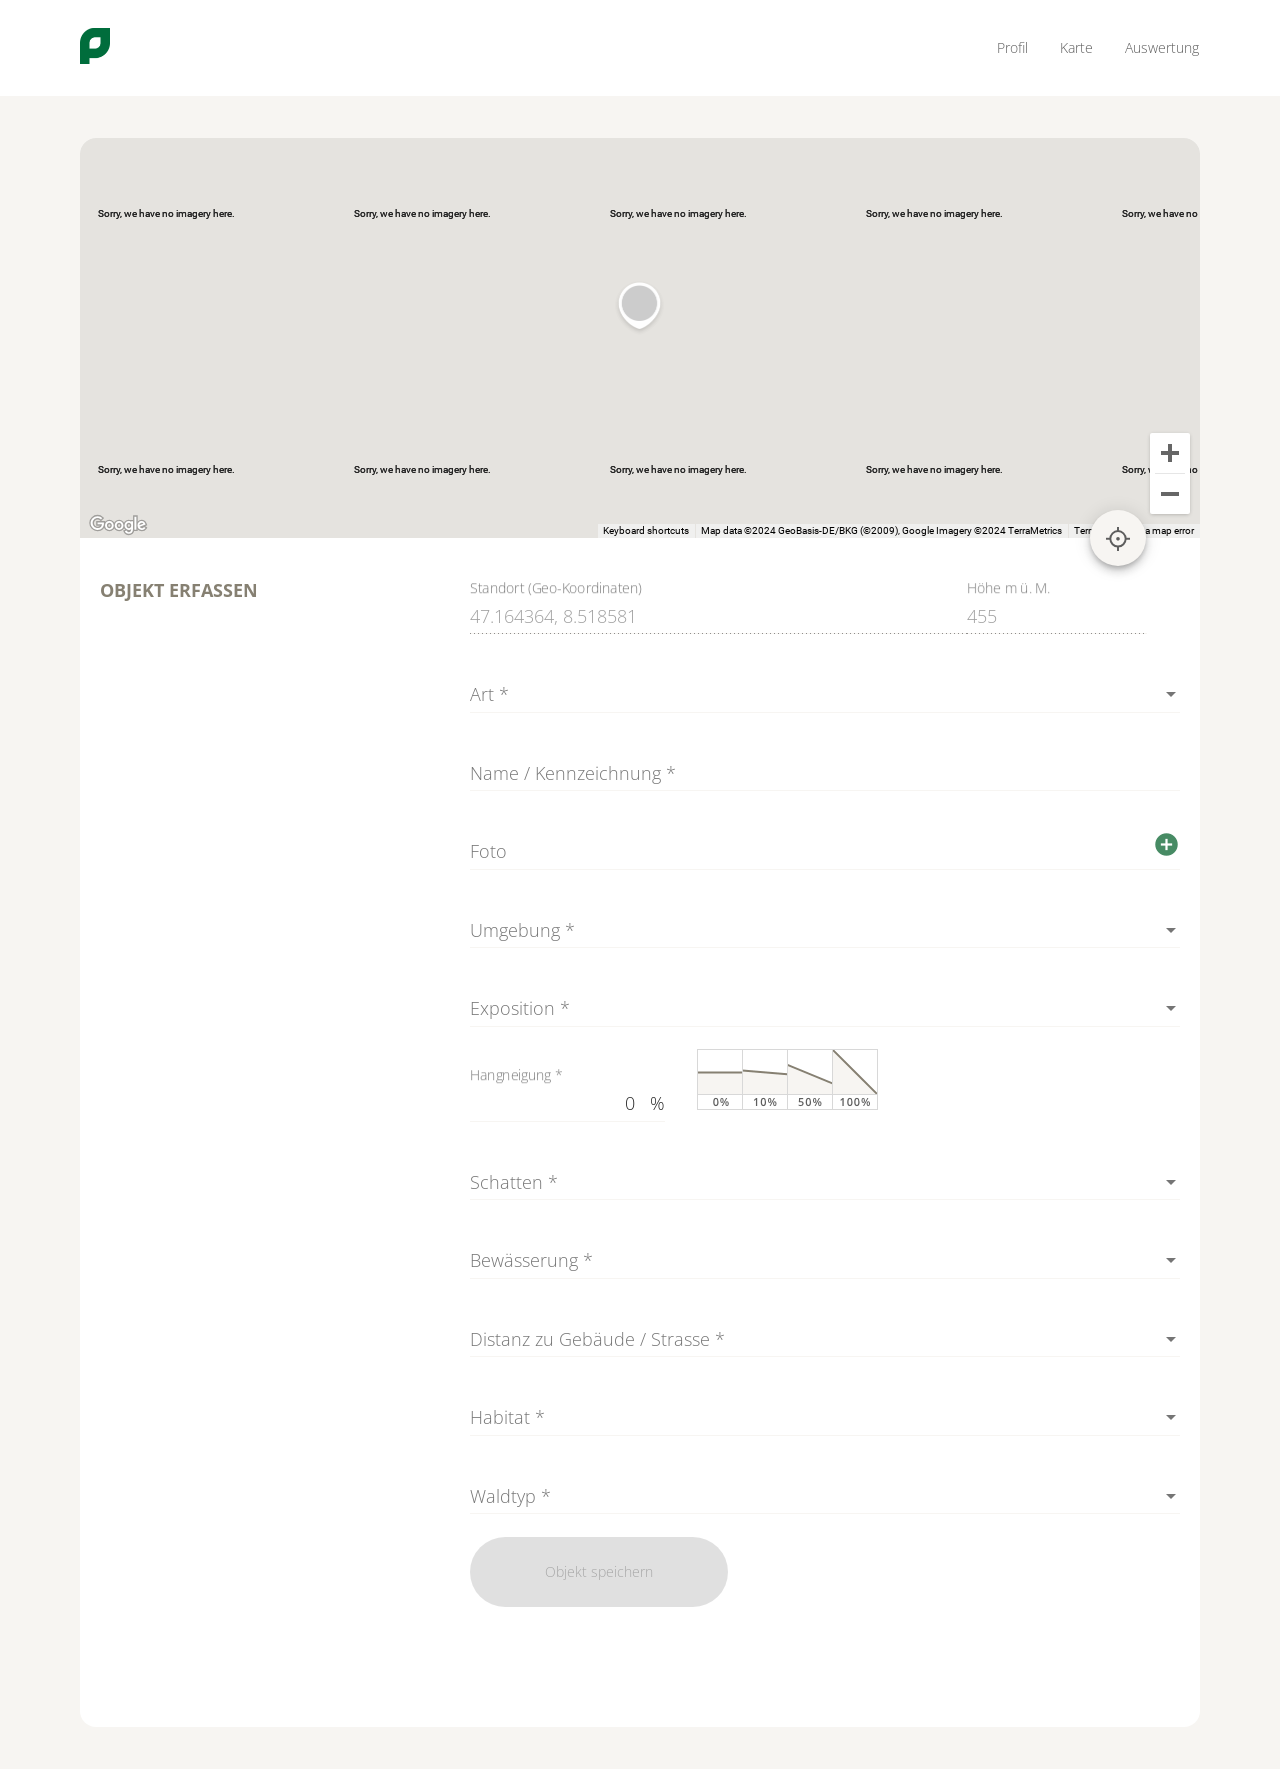 Profil Karte Auswertung
Sorry, we have no imagery here. Sorry, we have no imagery here. Sorry, we have no imagery here. Sorry, we have no imagery here. Sorry, we have no
Sorry, we have no imagery here. Sorry, we have no imagery here. Sorry, we have no imagery here. Sorry, we have no imagery here. Sorry, no
Google Keyboard shortcuts Map data ©2024 GeoBasis-DE/BKG (©2009), Google Imagery ©2024 TerraMetrics map error
OBJEKT ERFASSEN
Standort (Geo-Koordinaten) Höhe m ü. M.
47.164364, 8.518581 455
Art *
Name / Kennzeichnung *
Foto
Umgebung *
Exposition *
Hangneigung *
0 %
0% 10% 50% 100%
Schatten *
Bewässerung *
Distanz zu Gebäude / Strasse *
Habitat *
Waldtyp *
Objekt speichern